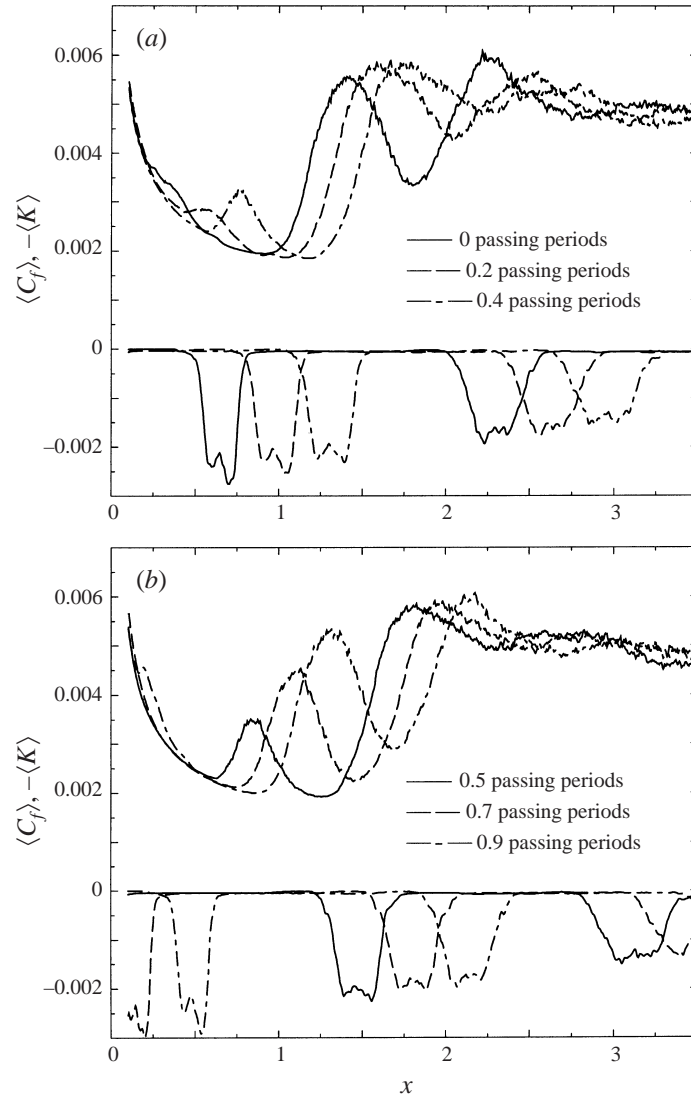 (a)
0.006
0.004
0.002
0
−0.002
⟨C_f⟩, −⟨K⟩
0 passing periods
0.2 passing periods
0.4 passing periods
0 1 2 3
(b)
0.006
0.004
0.002
0
−0.002
⟨C_f⟩, −⟨K⟩
0.5 passing periods
0.7 passing periods
0.9 passing periods
0 1 2 3
x